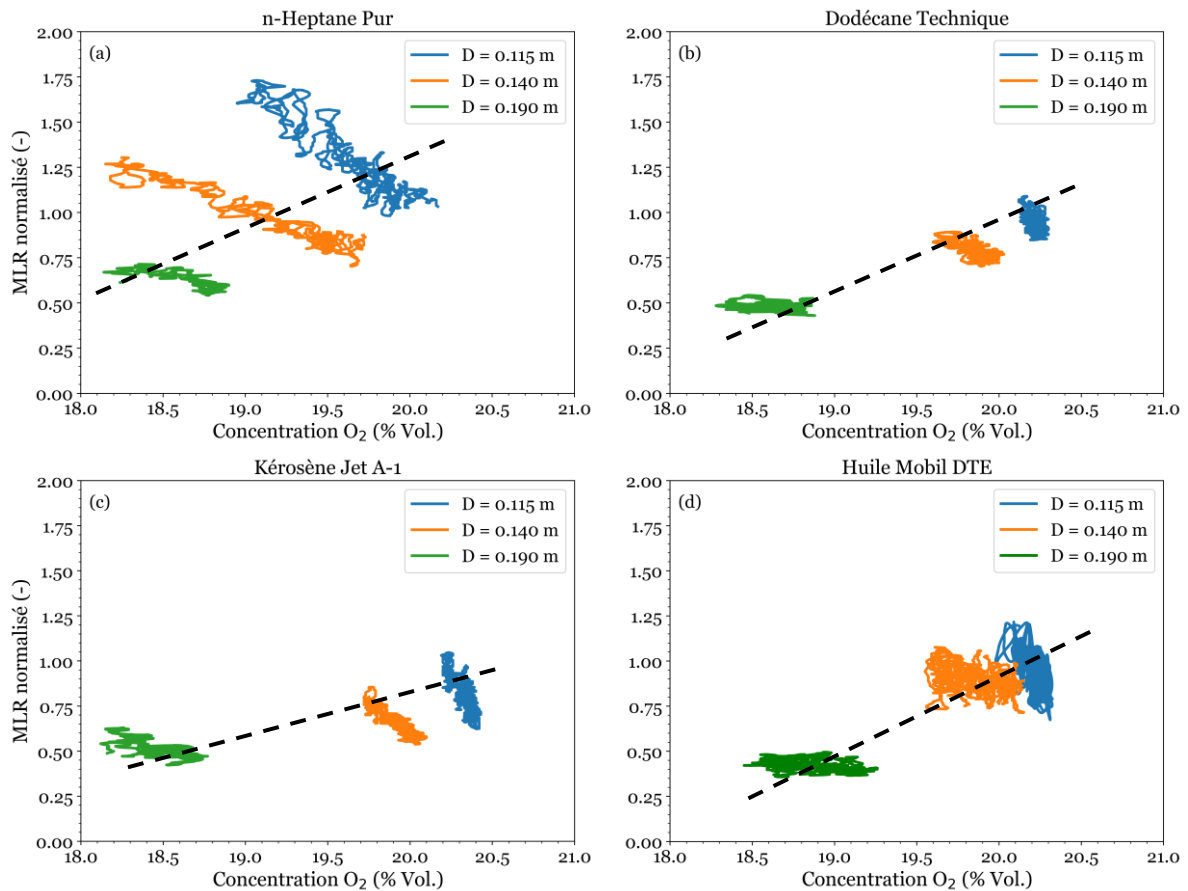 n-Heptane Pur
(a)
D = 0.115 m
D = 0.140 m
D = 0.190 m
MLR normalisé (-)
2.00
1.75
1.50
1.25
1.00
0.75
0.50
0.25
0.00
18.0 18.5 19.0 19.5 20.0 20.5 21.0
Concentration O₂ (% Vol.)
Dodécane Technique
(b)
D = 0.115 m
D = 0.140 m
D = 0.190 m
2.00
1.75
1.50
1.25
1.00
0.75
0.50
0.25
0.00
18.0 18.5 19.0 19.5 20.0 20.5 21.0
Concentration O₂ (% Vol.)
Kérosène Jet A-1
(c)
D = 0.115 m
D = 0.140 m
D = 0.190 m
MLR normalisé (-)
2.00
1.75
1.50
1.25
1.00
0.75
0.50
0.25
0.00
18.0 18.5 19.0 19.5 20.0 20.5 21.0
Concentration O₂ (% Vol.)
Huile Mobil DTE
(d)
D = 0.115 m
D = 0.140 m
D = 0.190 m
2.00
1.75
1.50
1.25
1.00
0.75
0.50
0.25
0.00
18.0 18.5 19.0 19.5 20.0 20.5 21.0
Concentration O₂ (% Vol.)